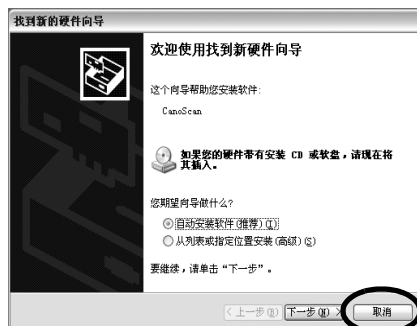 找到新的硬件向导
欢迎使用找到新硬件向导
这个向导帮助您安装软件:
CanoScan
如果您的硬件带有安装 CD 或软盘，请现在将
其插入。
您期望向导做什么?
自动安装软件(推荐)(I)
从列表或指定位置安装(高级)(S)
要继续，请单击“下一步”。
<上一步(B) 下一步(N) > 取消